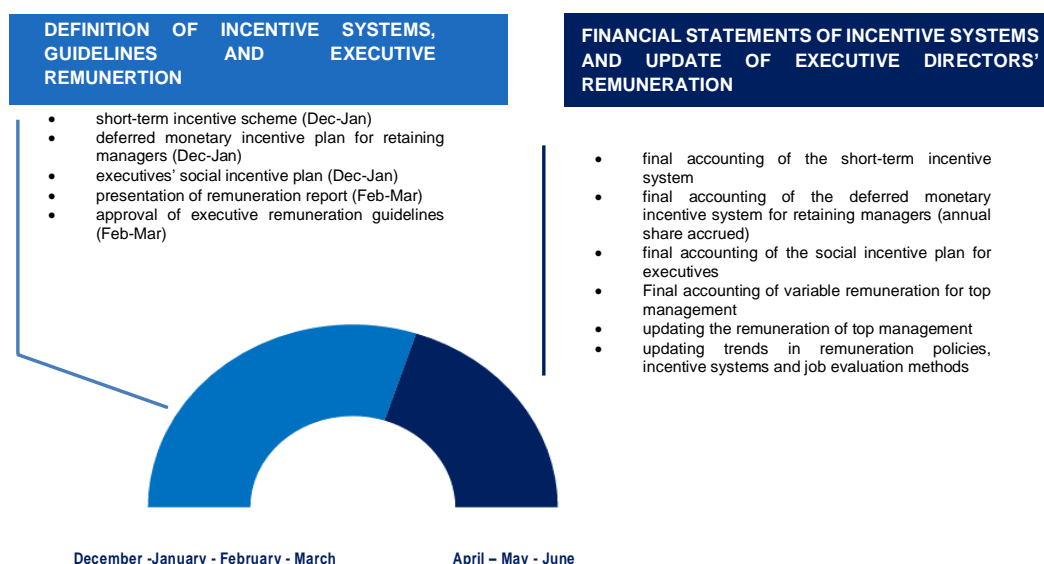 DEFINITION OF INCENTIVE SYSTEMS,
GUIDELINES AND EXECUTIVE
REMUNERTION
• short-term incentive scheme (Dec-Jan)
• deferred monetary incentive plan for retaining
managers (Dec-Jan)
• executives’ social incentive plan (Dec-Jan)
• presentation of remuneration report (Feb-Mar)
• approval of executive remuneration guidelines
(Feb-Mar)
FINANCIAL STATEMENTS OF INCENTIVE SYSTEMS
AND UPDATE OF EXECUTIVE DIRECTORS’
REMUNERATION
• final accounting of the short-term incentive
system
• final accounting of the deferred monetary
incentive system for retaining managers (annual
share accrued)
• final accounting of the social incentive plan for
executives
• Final accounting of variable remuneration for top
management
• updating the remuneration of top management
• updating trends in remuneration policies,
incentive systems and job evaluation methods
December -January - February - March
April – May - June